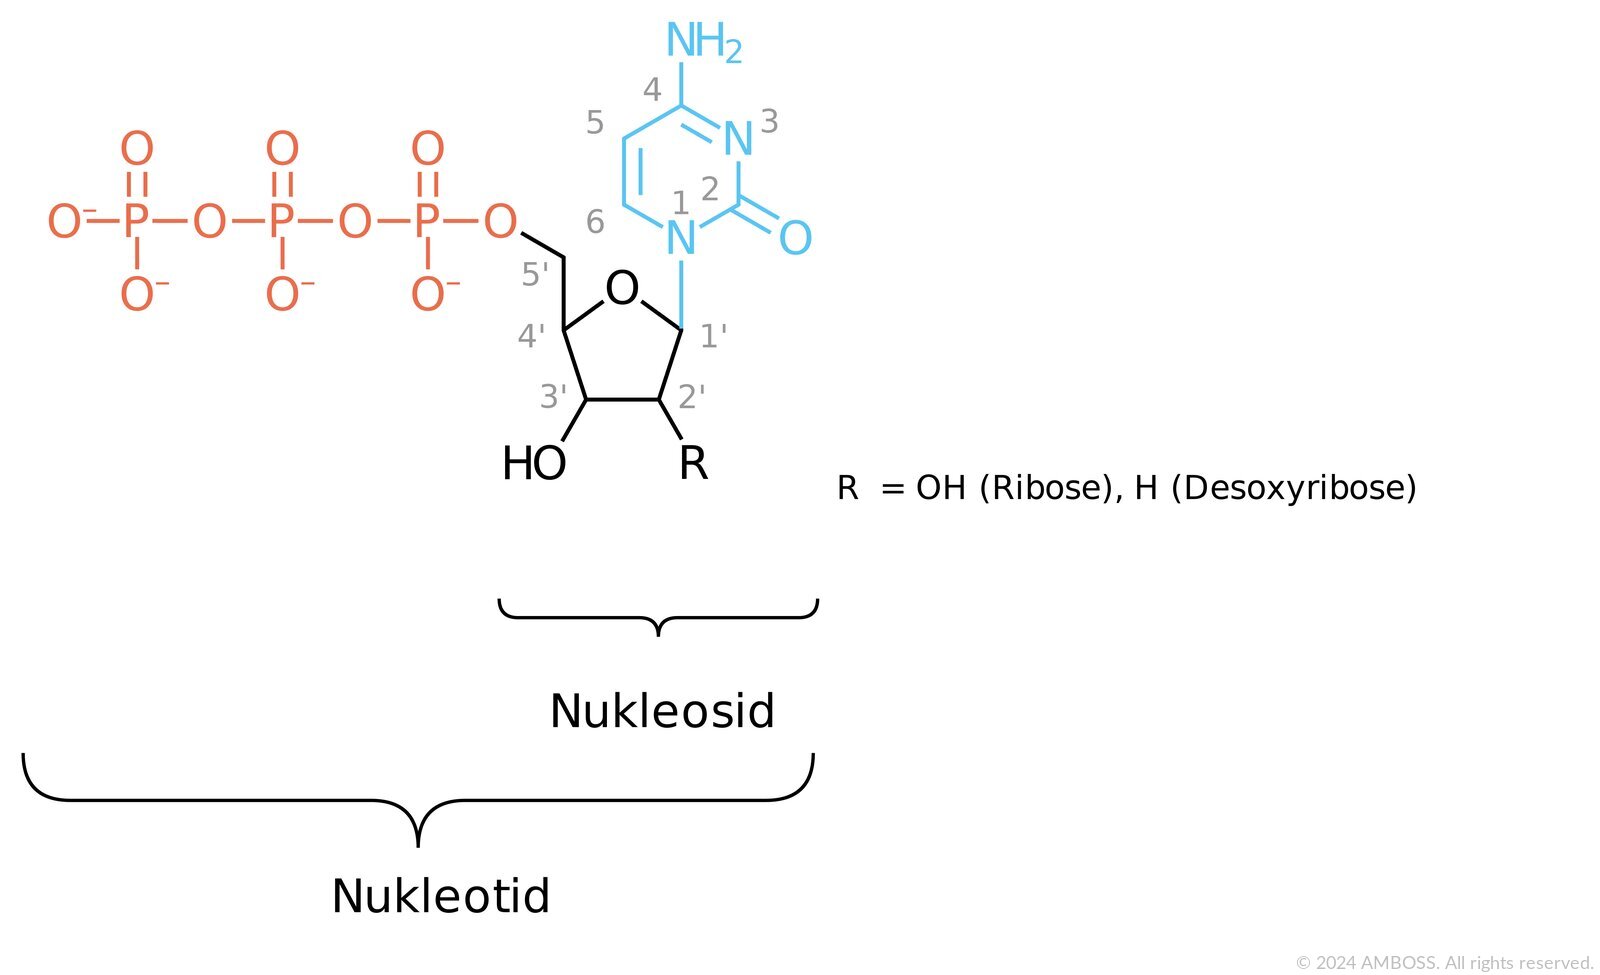 NH2
4
5
3
N
O
O
O
2
1
6
O⁻
P
O
P
O
P
O
N
O
5'
O⁻
O⁻
O⁻
O
4'
1'
3'
2'
HO
R
R = OH (Ribose), H (Desoxyribose)
Nukleosid
Nukleotid
© 2024 AMBOSS. All rights reserved.